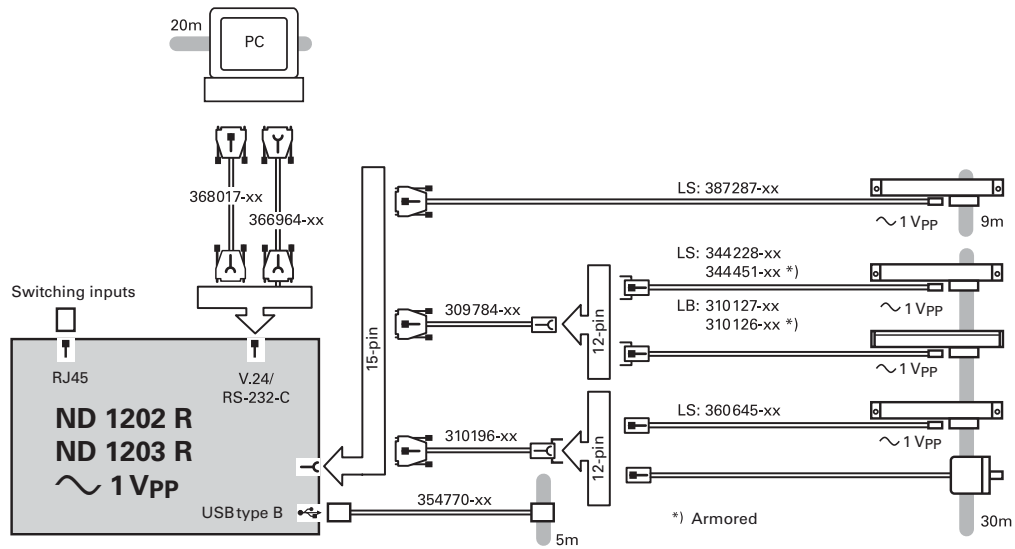 20m
PC
368017-xx
366964-xx
Switching inputs
RJ45
V.24/
RS-232-C
ND 1202 R
ND 1203 R
1 VPP
USB type B
15-pin
LS: 387287-xx
1 VPP
9m
309784-xx
12-pin
LS: 344228-xx
344451-xx *)
1 VPP
LB: 310127-xx
310126-xx *)
1 VPP
310196-xx
12-pin
LS: 360645-xx
1 VPP
354770-xx
5m
*) Armored
30m